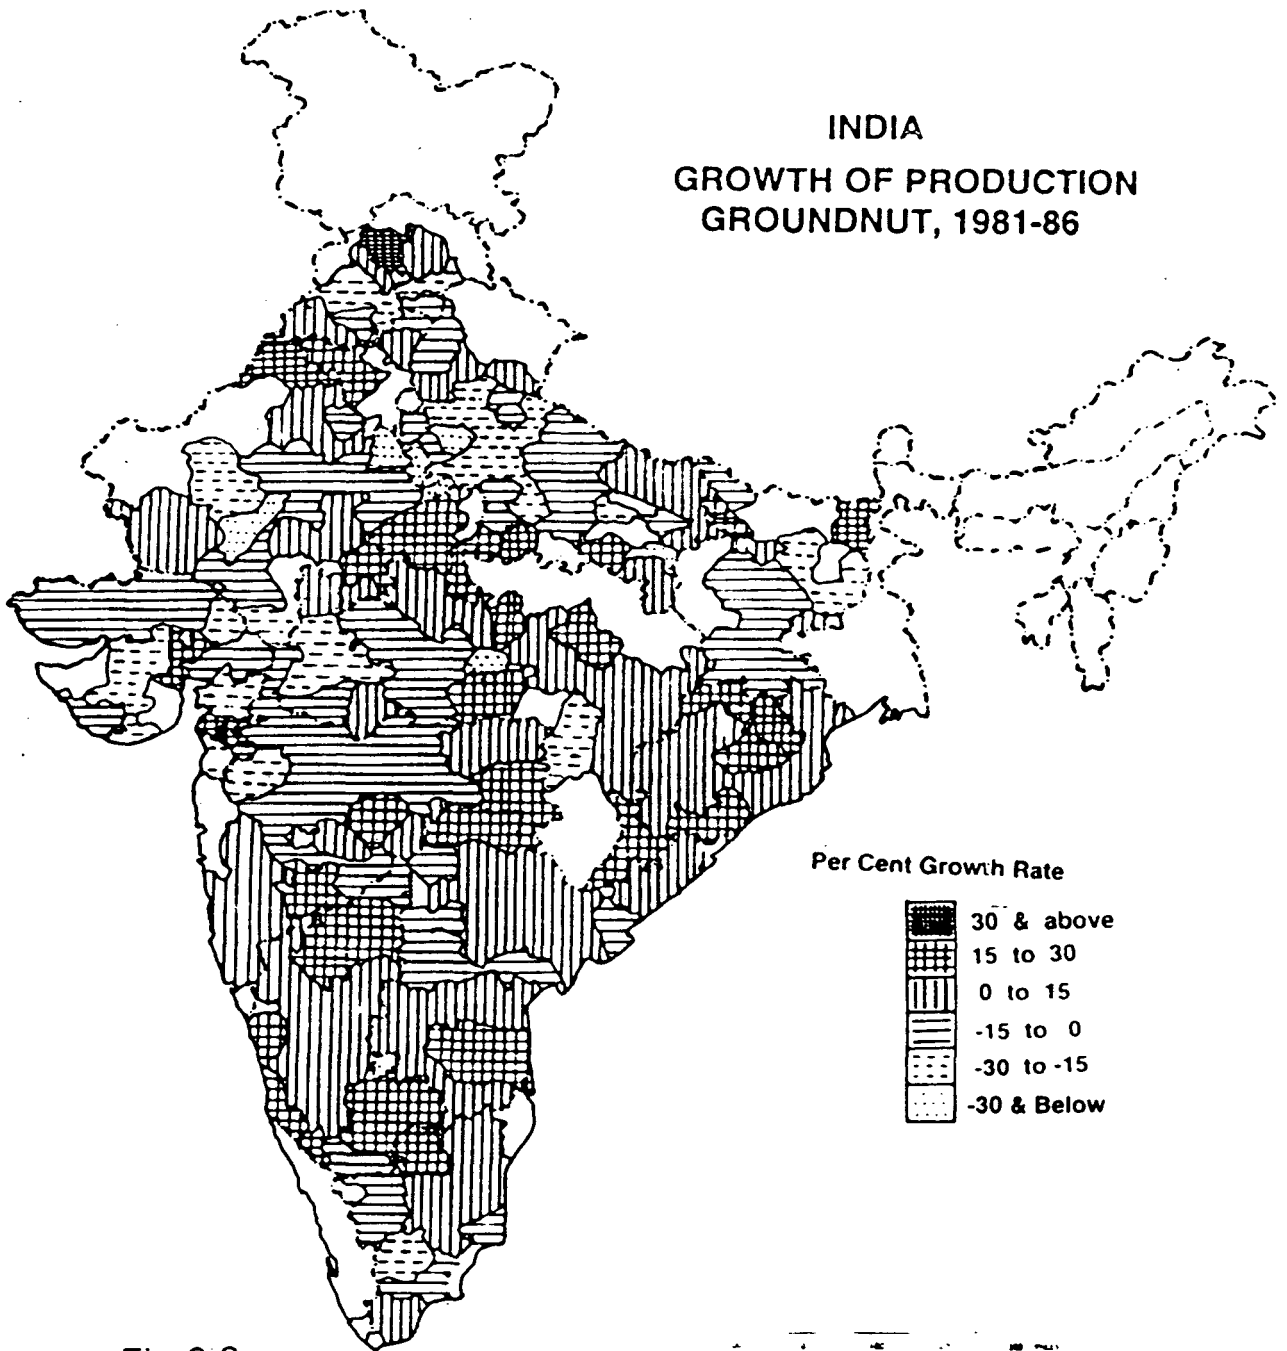 INDIA
GROWTH OF PRODUCTION
GROUNDNUT, 1981-86
Per Cent Growth Rate
30 & above
15 to 30
0 to 15
-15 to 0
-30 to -15
-30 & Below